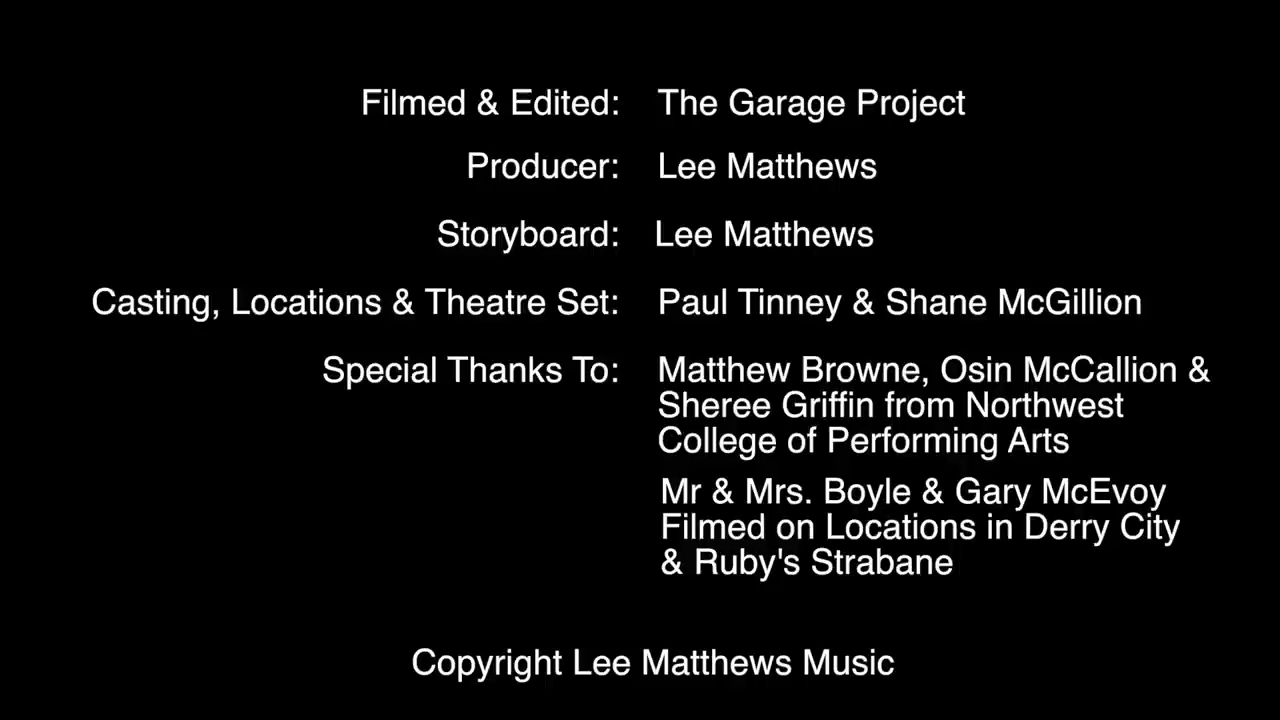 Filmed & Edited: The Garage Project
Producer: Lee Matthews
Storyboard: Lee Matthews
Casting, Locations & Theatre Set: Paul Tinney & Shane McGillion
Special Thanks To: Matthew Browne, Osin McCallion &
Sheree Griffin from Northwest
College of Performing Arts
Mr & Mrs. Boyle & Gary McEvoy
Filmed on Locations in Derry City
& Ruby's Strabane
Copyright Lee Matthews Music